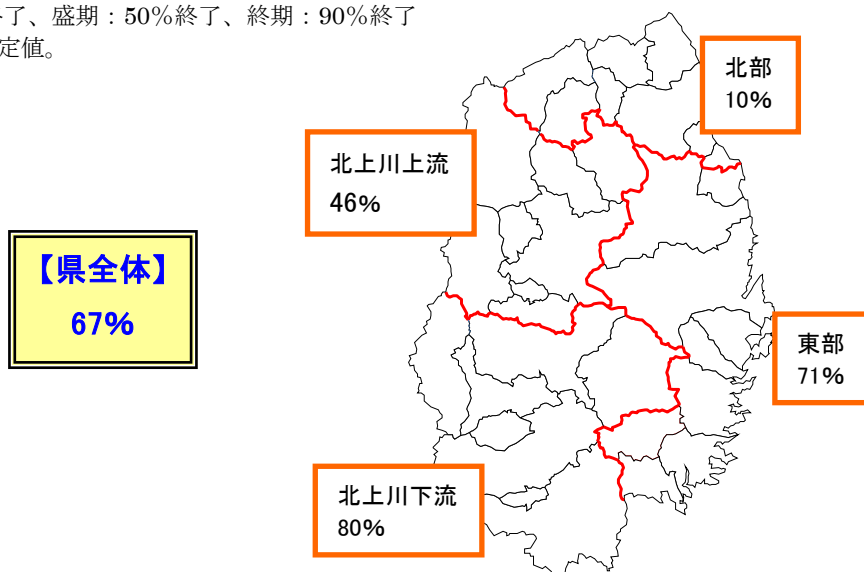 了、盛期：50％終了、終期：90％終了
定値。
北部
10%
北上川上流
46%
【県全体】
67%
東部
71%
北上川下流
80%